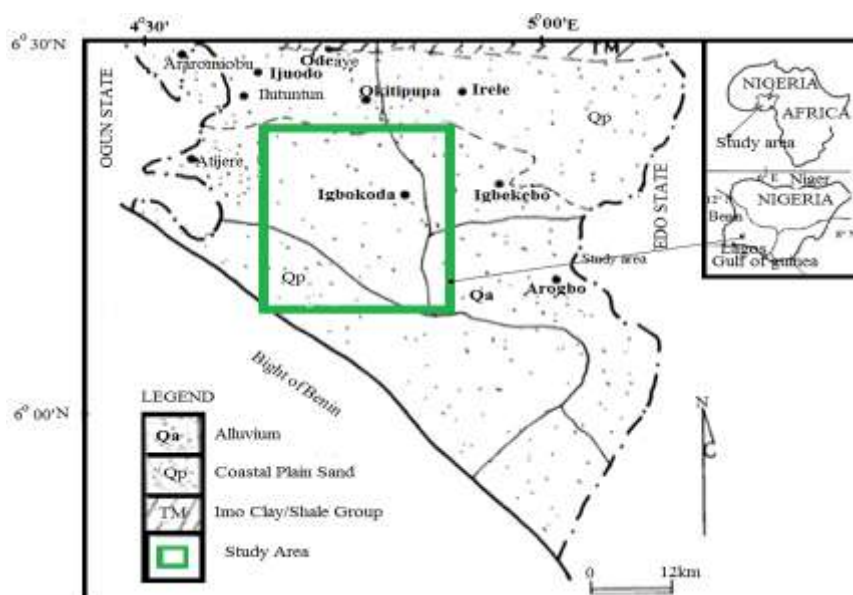 4° 30' 5° 00'E
6° 30'N
OGUN STATE
Araromiobu
Odeaye
TM
Ijuodo
Ilutuntun
Okitipupa
Irele
Qp
Atijere
Igbokoda
Igbekebo
EDO STATE
Study area
Qp
Qa
Arogbo
Bight of Benin
6° 00'N
LEGEND
Qa Alluvium
Qp Coastal Plain Sand
TM Imo Clay/Shale Group
Study Area
0 12km
N
NIGERIA
AFRICA
Study area
Niger
NIGERIA
Lagos
Gulf of guinea